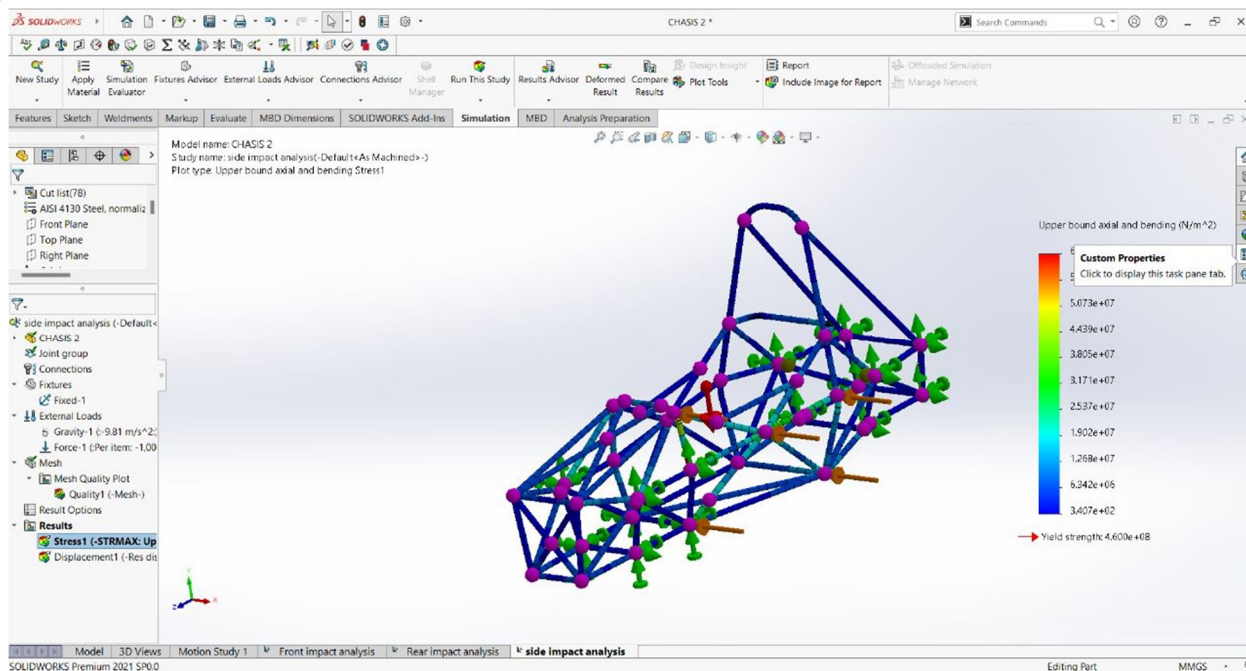 SOLIDWORKS
CHASIS 2 *
Search Commands
New Study
Apply Material
Simulation Evaluator
Fixtures Advisor
External Loads Advisor
Connections Advisor
Shell Manager
Run This Study
Results Advisor
Deformed Result
Compare Results
Design Insight
Plot Tools
Report
Include Image for Report
Offloaded Simulation
Manage Network
Features
Sketch
Weldments
Markup
Evaluate
MBD Dimensions
SOLIDWORKS Add-Ins
Simulation
MBD
Analysis Preparation
Model name: CHASIS 2
Study name: side impact analysis(-Default<As Machined>-)
Plot type: Upper bound axial and bending Stress1
Cut list(78)
AISI 4130 Steel, normaliz
Front Plane
Top Plane
Right Plane
side impact analysis (-Default<
CHASIS 2
Joint group
Connections
Fixtures
Fixed-1
External Loads
Gravity-1 (:-9.81 m/s^2:
Force-1 (:Per item: -1,00
Mesh
Mesh Quality Plot
Quality1 (-Mesh-)
Result Options
Results
Stress1 (-STRMAX: Up
Displacement1 (-Res dis
Upper bound axial and bending (N/m^2)
Custom Properties
Click to display this task pane tab.
5.073e+07
4.439e+07
3.805e+07
3.171e+07
2.537e+07
1.902e+07
1.268e+07
6.342e+06
3.407e+02
Yield strength: 4.600e+08
Model
3D Views
Motion Study 1
Front impact analysis
Rear impact analysis
side impact analysis
SOLIDWORKS Premium 2021 SP0.0
Editing Part
MMGS